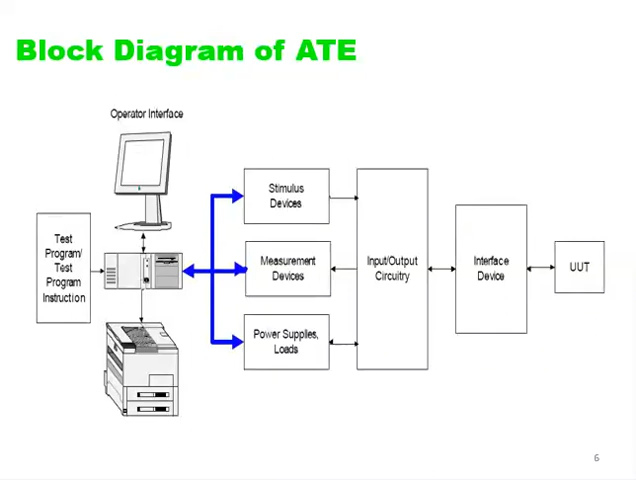 Block Diagram of ATE
Operator Interface
Test
Program/
Test
Program
Instruction
Stimulus
Devices
Measurement
Devices
Power Supplies,
Loads
Input/Output
Circuitry
Interface
Device
UUT
6